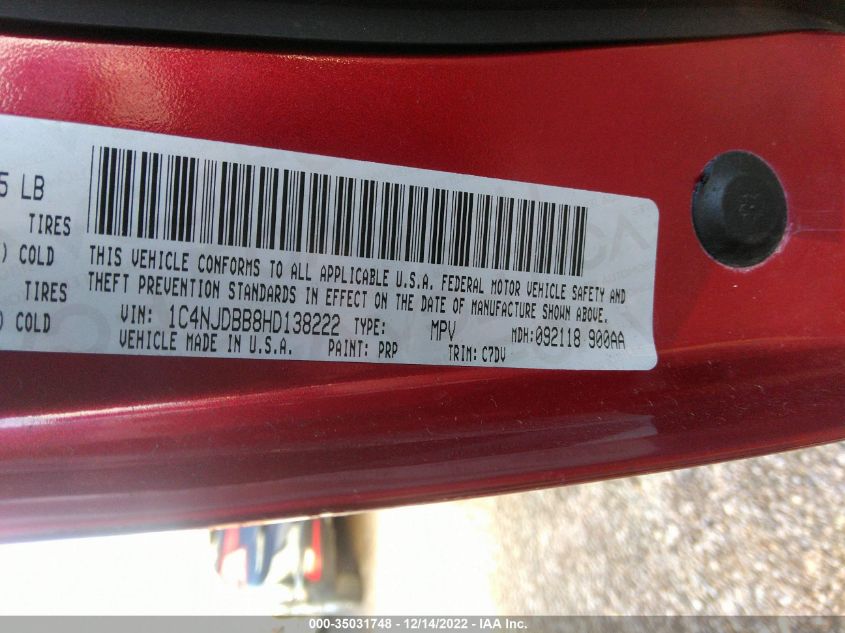 5 LB
TIRES
) COLD
TIRES
) COLD
THIS VEHICLE CONFORMS TO ALL APPLICABLE U.S.A. FEDERAL MOTOR VEHICLE SAFETY AND
THEFT PREVENTION STANDARDS IN EFFECT ON THE DATE OF MANUFACTURE SHOWN ABOVE.
VIN: 1C4NJDBB8HD138222 TYPE: MPV MDH:092118 900AA
VEHICLE MADE IN U.S.A. PAINT: PRP TRIM: C7DV
000-35031748 - 12/14/2022 - IAA Inc.